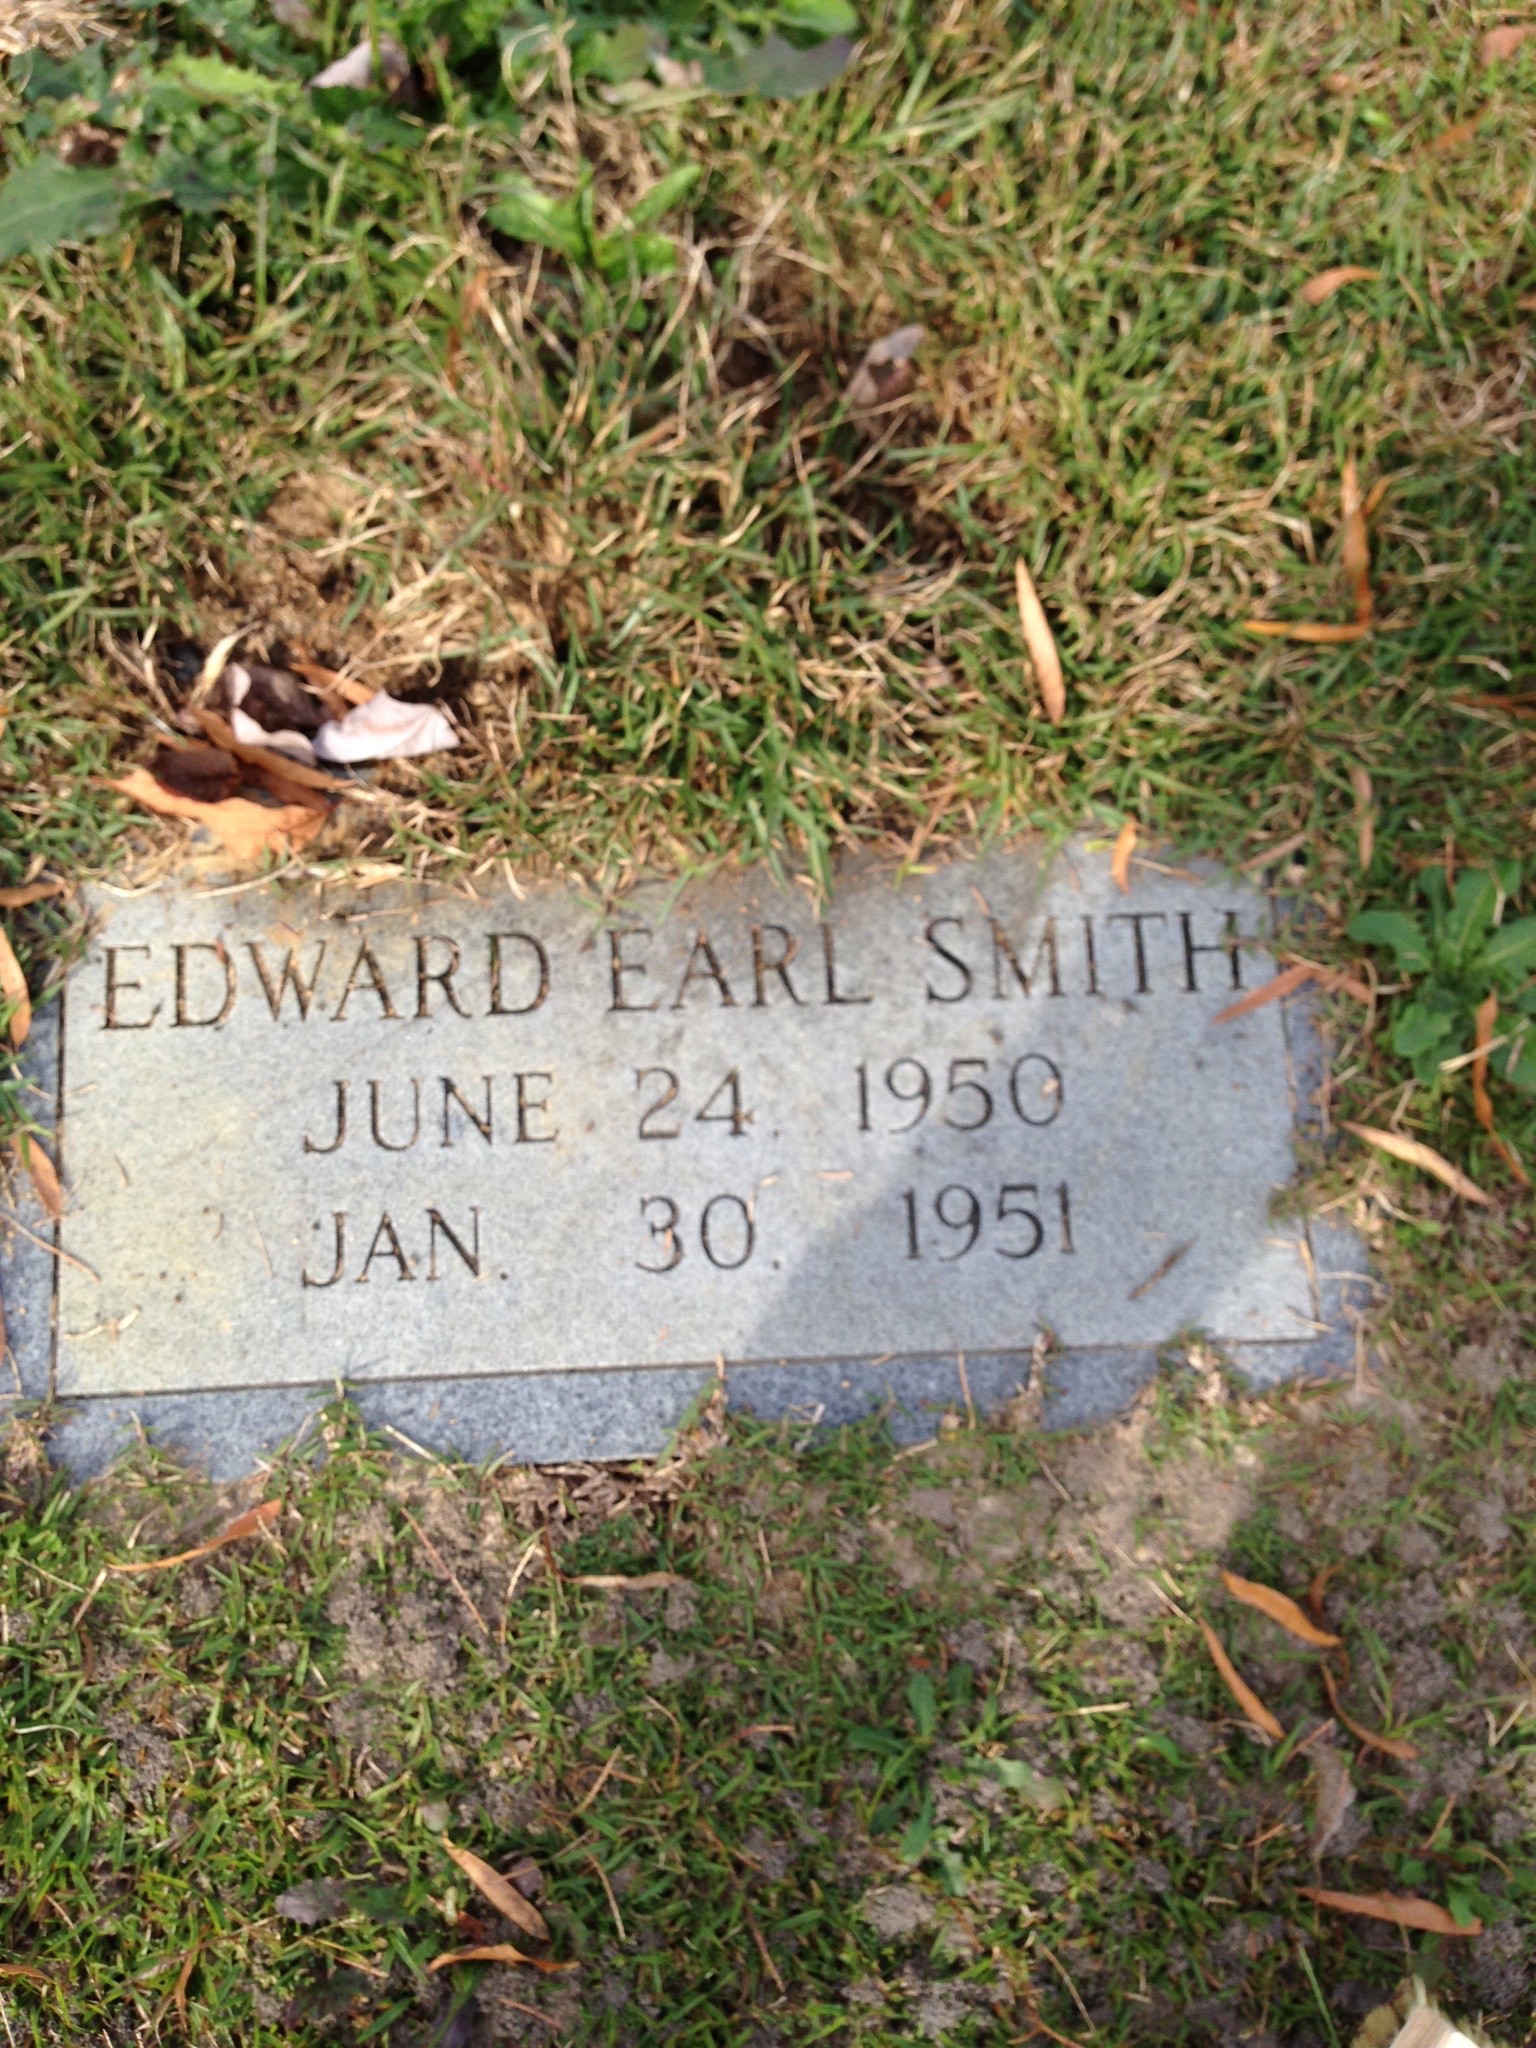 EDWARD EARL SMITH
JUNE 24. 1950
JAN. 30. 1951